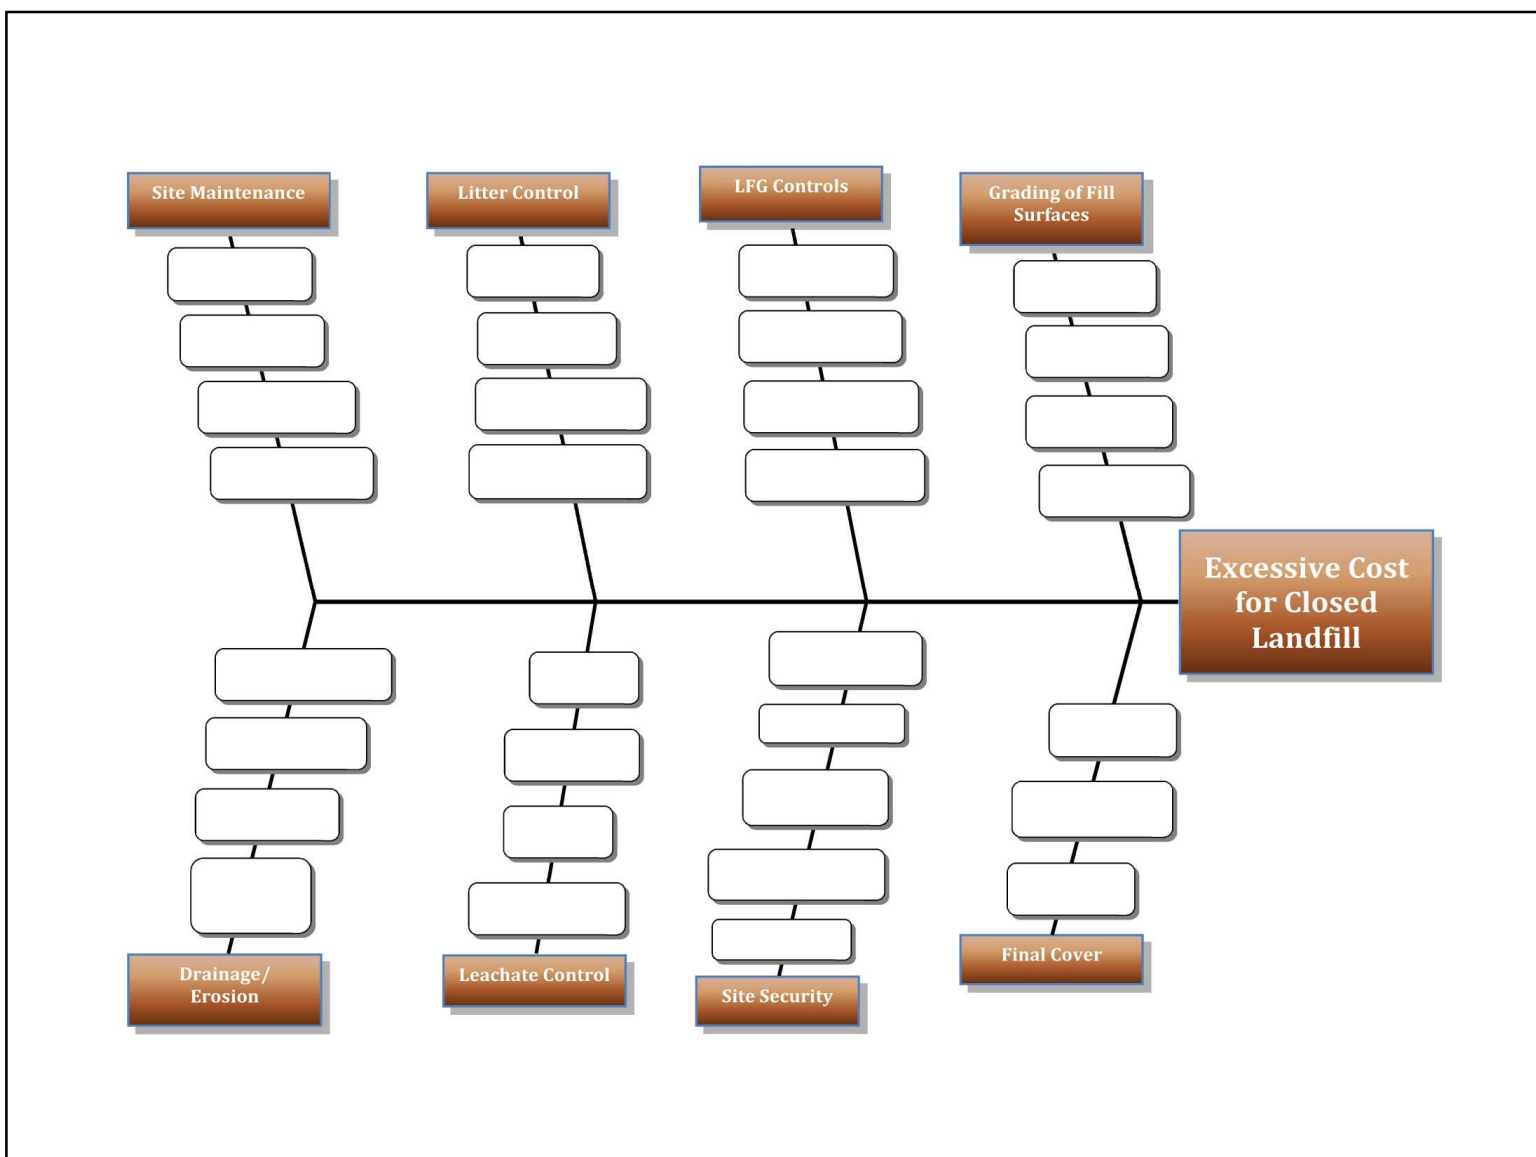 Site Maintenance
Litter Control
LFG Controls
Grading of Fill
Surfaces
Excessive Cost
for Closed
Landfill
Drainage/
Erosion
Leachate Control
Site Security
Final Cover